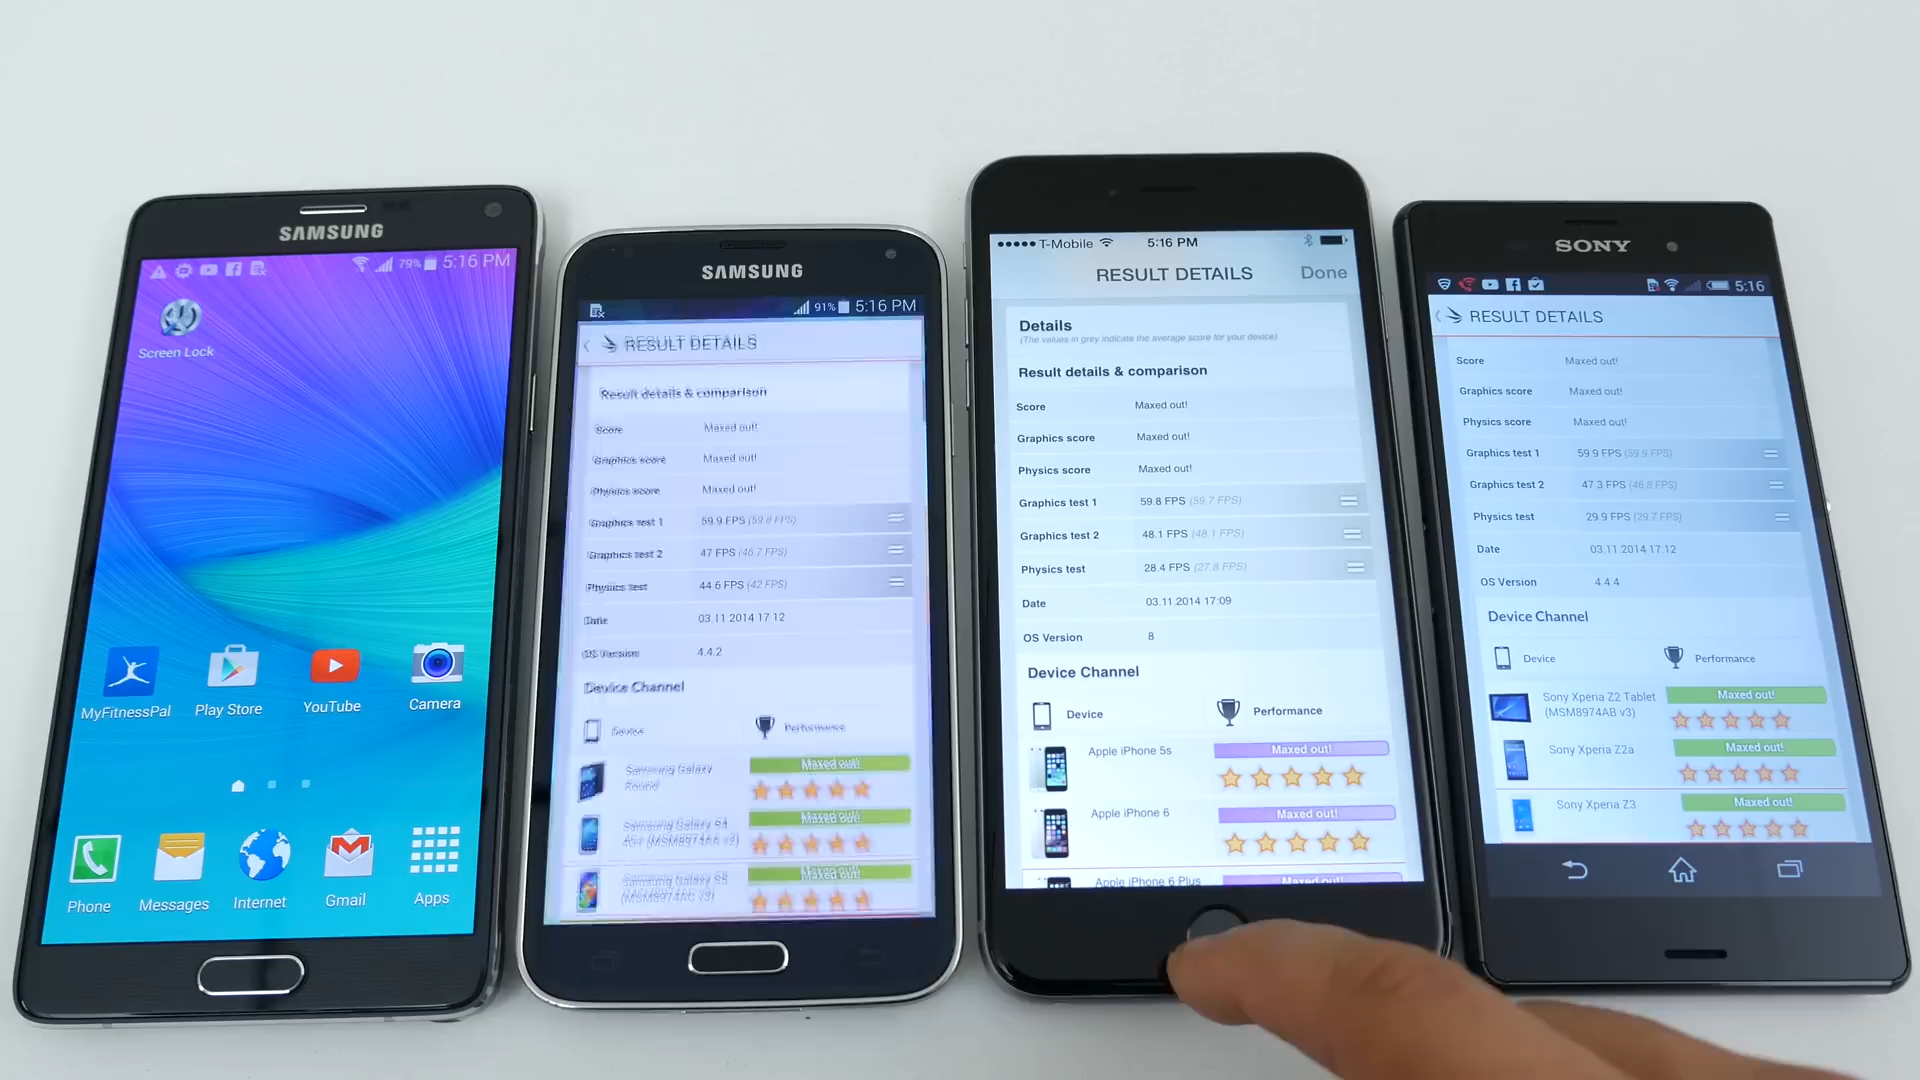 SAMSUNG
79% 5:16 PM
Screen Lock
MyFitnessPal Play Store YouTube Camera
Phone Messages Internet Gmail Apps
SAMSUNG
91% 5:16 PM
RESULT DETAILS
Result details & comparison
Score Maxed out!
Graphics score Maxed out!
Physics score Maxed out!
Graphics test 1 59.9 FPS (59.8 FPS)
Graphics test 2 47 FPS (46.7 FPS)
Physics test 44.6 FPS (42 FPS)
Date 03.11.2014 17:12
OS Version 4.4.2
Device Channel
Device Performance
Samsung Galaxy Maxed out!
Round
Samsung Galaxy S4 Maxed out!
4G+ (MSM8974AA v2)
Samsung Galaxy S5 Maxed out!
(MSM8974AC v3)
T-Mobile 5:16 PM
RESULT DETAILS Done
Details
(The values in grey indicate the average score for your device)
Result details & comparison
Score Maxed out!
Graphics score Maxed out!
Physics score Maxed out!
Graphics test 1 59.8 FPS (59.7 FPS)
Graphics test 2 48.1 FPS (48.1 FPS)
Physics test 28.4 FPS (27.8 FPS)
Date 03.11.2014 17:09
OS Version 8
Device Channel
Device Performance
Apple iPhone 5s Maxed out!
Apple iPhone 6 Maxed out!
Apple iPhone 6 Plus Maxed out!
SONY
5:16
RESULT DETAILS
Score Maxed out!
Graphics score Maxed out!
Physics score Maxed out!
Graphics test 1 59.9 FPS (59.9 FPS)
Graphics test 2 47.3 FPS (46.8 FPS)
Physics test 29.9 FPS (29.7 FPS)
Date 03.11.2014 17:12
OS Version 4.4.4
Device Channel
Device Performance
Sony Xperia Z2 Tablet Maxed out!
(MSM8974AB v3)
Sony Xperia Z2a Maxed out!
Sony Xperia Z3 Maxed out!